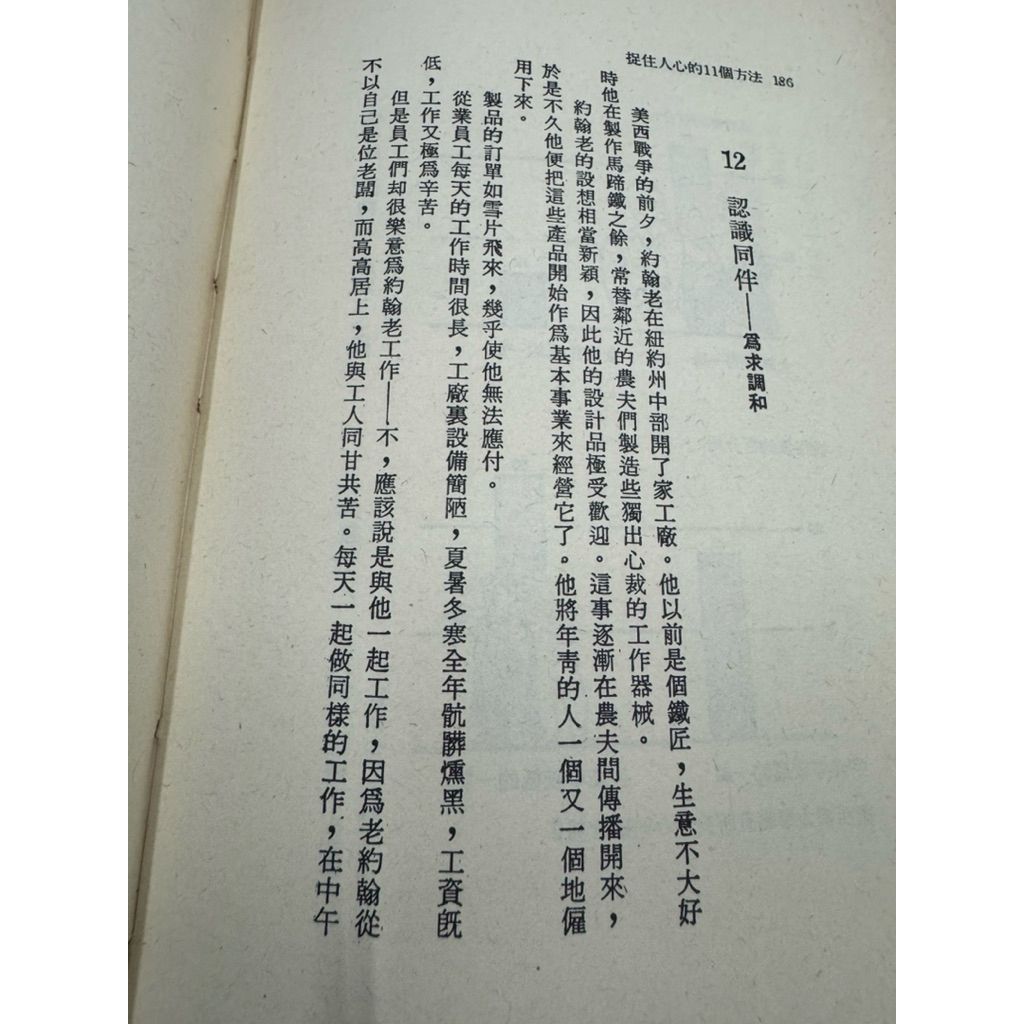 捉住人心的11個方法 186
12 認識同伴——爲求調和
美西戰爭的前夕，約翰老在紐約州中部開了家工廠。他以前是個鐵匠，生意不大好
時他在製作馬蹄鐵之餘，常替鄰近的農夫們製造些獨出心裁的工作器械。
約翰老的設想相當新穎，因此他的設計品極受歡迎。這事逐漸在農夫間傳播開來，
於是不久他便把這些產品開始作爲基本事業來經營它了。他將年靑的人一個又一個地僱
用下來。
製品的訂單如雪片飛來，幾乎使他無法應付。
從業員工每天的工作時間很長，工廠裏設備簡陋，夏暑冬寒全年骯髒燻黑，工資旣
低，工作又極爲辛苦。
但是員工們却很樂意爲約翰老工作——不，應該說是與他一起工作，因爲老約翰從
不以自己是位老闆，而高高居上，他與工人同甘共苦。每天一起做同樣的工作，在中午